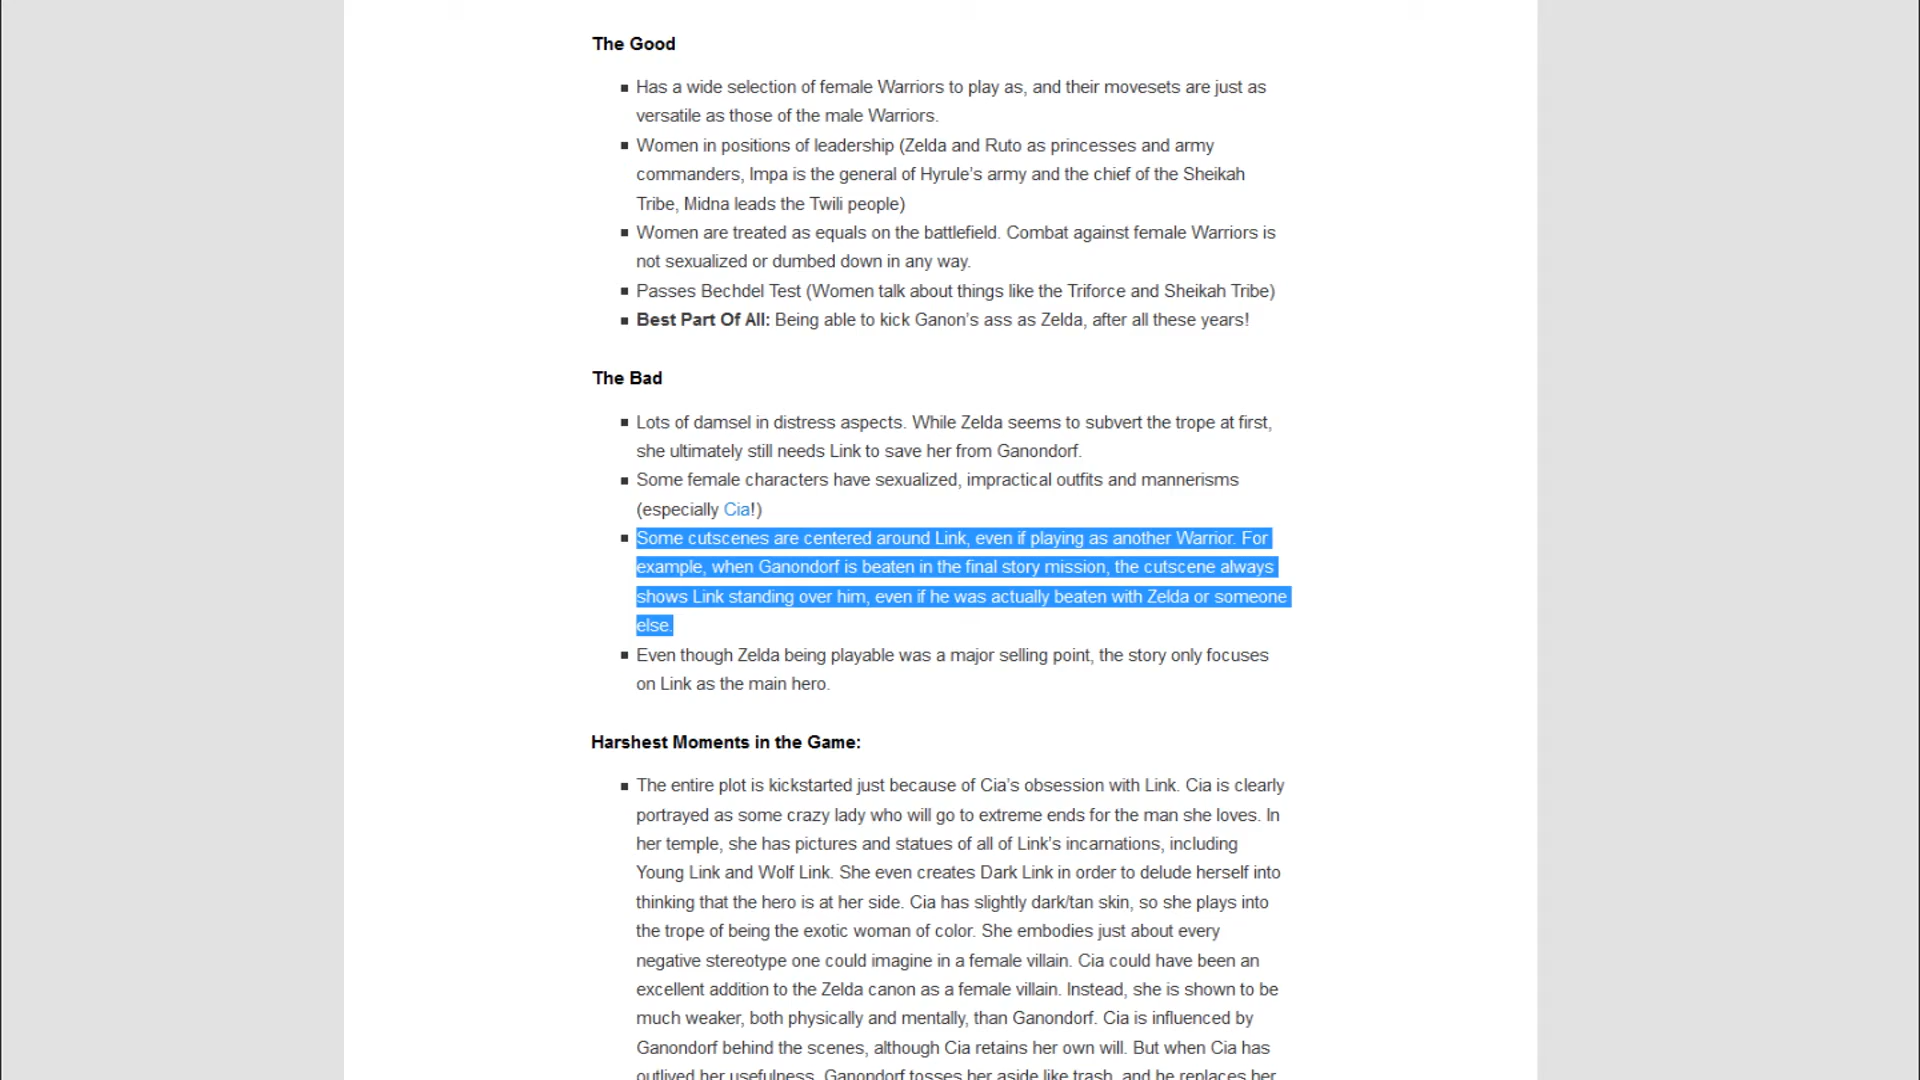 The Good
Has a wide selection of female Warriors to play as, and their movesets are just as
versatile as those of the male Warriors.
Women in positions of leadership (Zelda and Ruto as princesses and army
commanders, Impa is the general of Hyrule's army and the chief of the Sheikah
Tribe, Midna leads the Twili people)
Women are treated as equals on the battlefield. Combat against female Warriors is
not sexualized or dumbed down in any way.
Passes Bechdel Test (Women talk about things like the Triforce and Sheikah Tribe)
Best Part Of All: Being able to kick Ganon's ass as Zelda, after all these years!
The Bad
Lots of damsel in distress aspects. While Zelda seems to subvert the trope at first,
she ultimately still needs Link to save her from Ganondorf.
Some female characters have sexualized, impractical outfits and mannerisms
(especially Cia!)
Some cutscenes are centered around Link, even if playing as another Warrior. For
example, when Ganondorf is beaten in the final story mission, the cutscene always
shows Link standing over him, even if he was actually beaten with Zelda or someone
else.
Even though Zelda being playable was a major selling point, the story only focuses
on Link as the main hero.
Harshest Moments in the Game:
The entire plot is kickstarted just because of Cia's obsession with Link. Cia is clearly
portrayed as some crazy lady who will go to extreme ends for the man she loves. In
her temple, she has pictures and statues of all of Link's incarnations, including
Young Link and Wolf Link. She even creates Dark Link in order to delude herself into
thinking that the hero is at her side. Cia has slightly dark/tan skin, so she plays into
the trope of being the exotic woman of color. She embodies just about every
negative stereotype one could imagine in a female villain. Cia could have been an
excellent addition to the Zelda canon as a female villain. Instead, she is shown to be
much weaker, both physically and mentally, than Ganondorf. Cia is influenced by
Ganondorf behind the scenes, although Cia retains her own will. But when Cia has
outlived her usefulness, Ganondorf tosses her aside like trash, and he replaces her